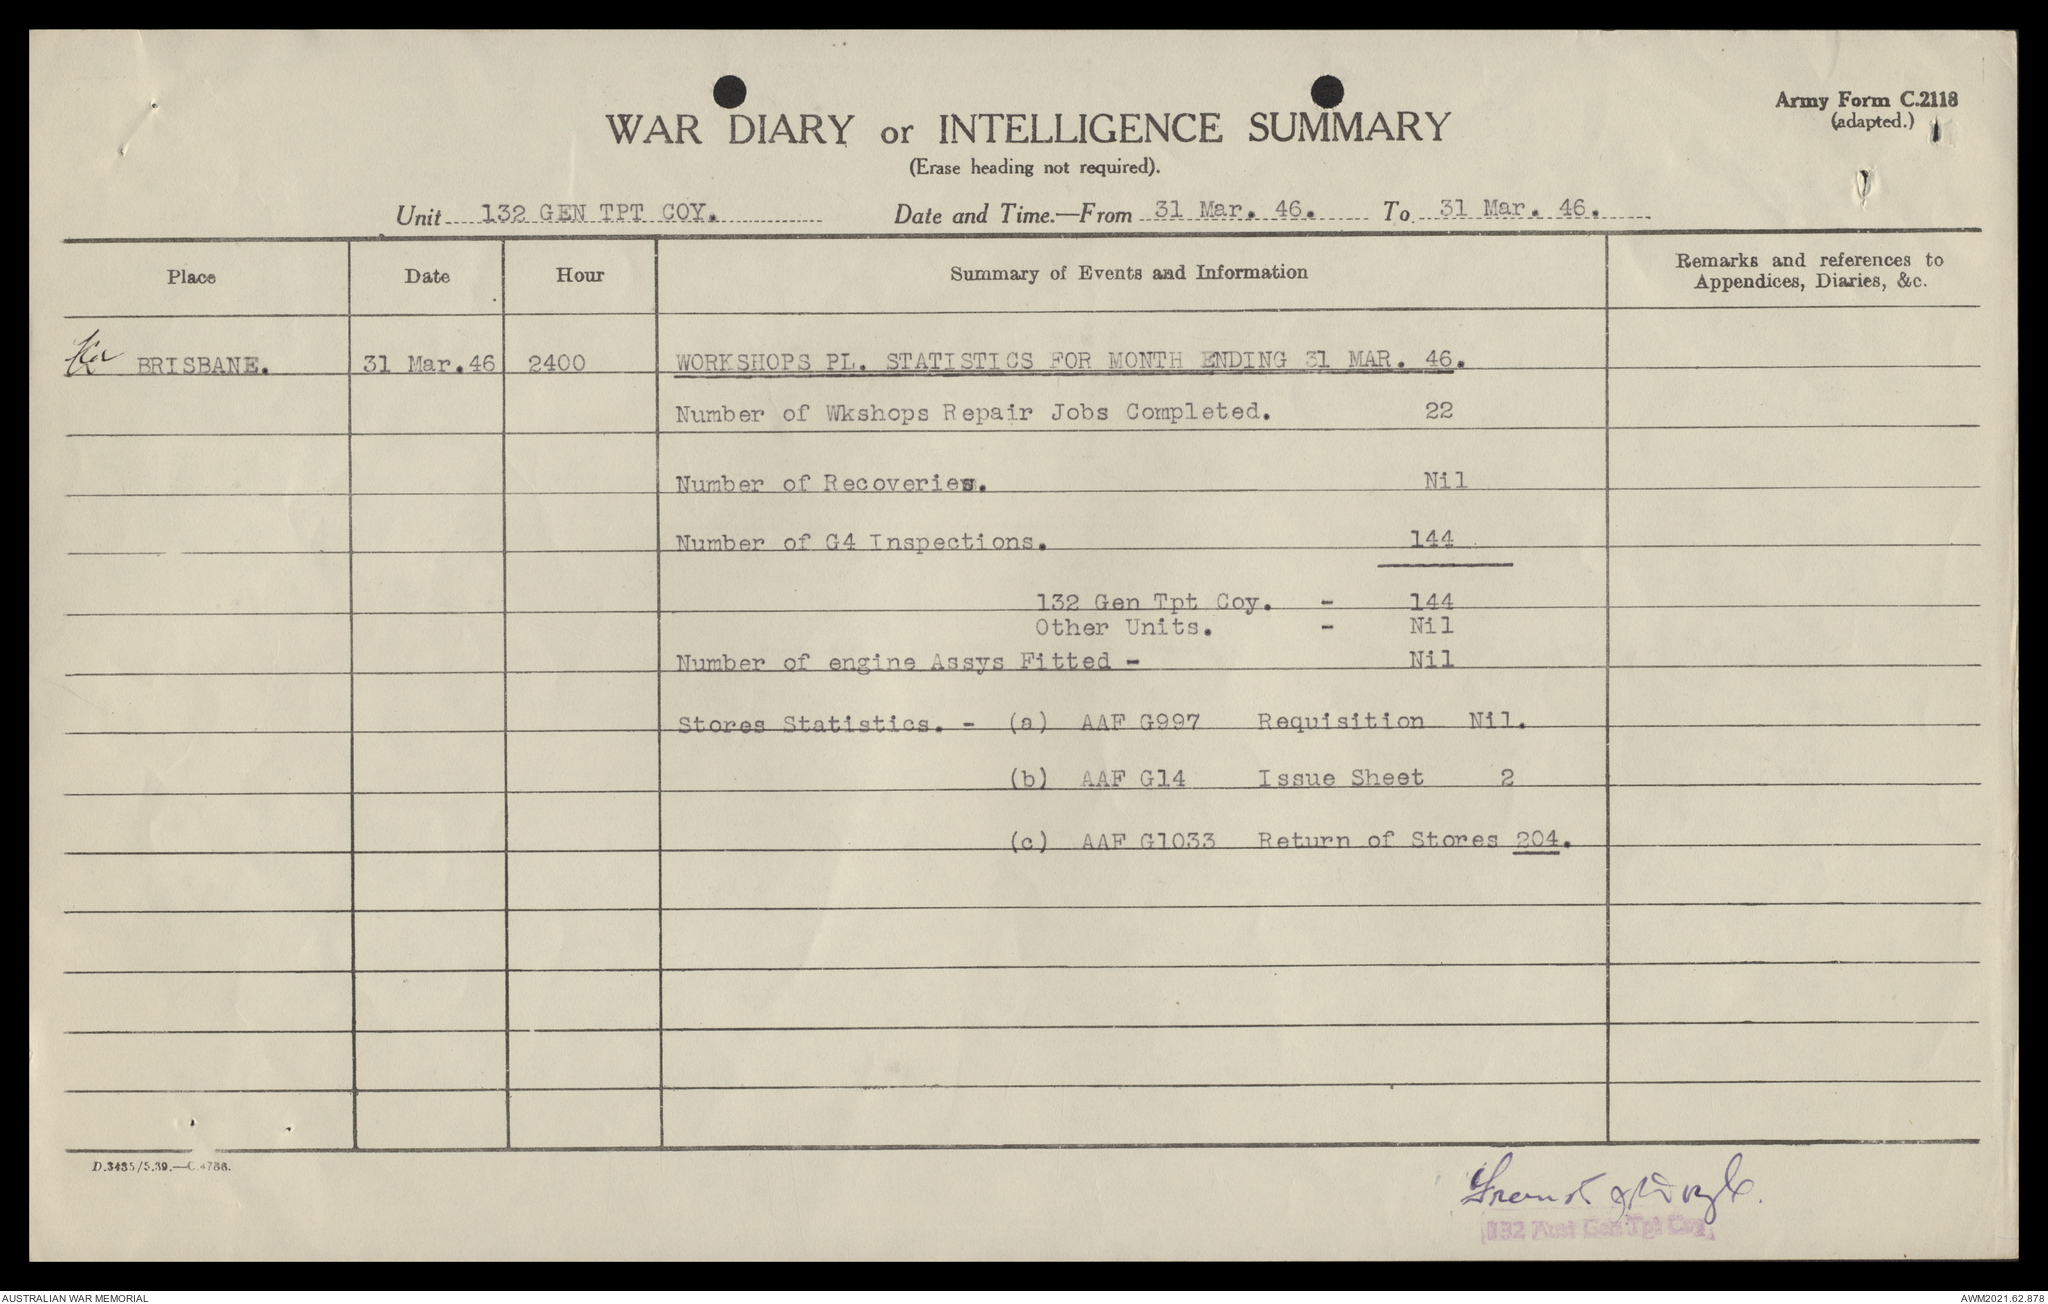 Army Form C.2118
(adapted.)
WAR DIARY or INTELLIGENCE SUMMARY
(Erase heading not required).
Unit 132 GEN TPT COY. Date and Time.—From 31 Mar. 46. To 31 Mar. 46.
Place Date Hour Summary of Events and Information Remarks and references to Appendices, Diaries, &c.
BRISBANE. 31 Mar.46 2400 WORKSHOPS PL. STATISTICS FOR MONTH ENDING 31 MAR. 46.
Number of Wkshops Repair Jobs Completed. 22
Number of Recoveries. Nil
Number of G4 Inspections. 144
132 Gen Tpt Coy. - 144
Other Units. - Nil
Number of engine Assys Fitted - Nil
Stores Statistics. - (a) AAF G997 Requisition Nil.
(b) AAF G14 Issue Sheet 2
(c) AAF G1033 Return of Stores 204.
D.3435/5.39.—C.4788.
132 Aust Gen Tpt Coy
AUSTRALIAN WAR MEMORIAL
AWM2021.62.878